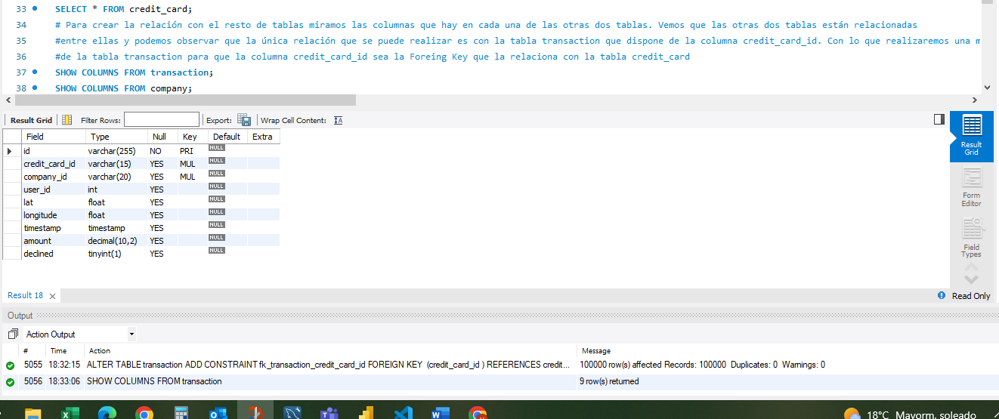 33 SELECT * FROM credit_card;
34 # Para crear la relación con el resto de tablas miramos las columnas que hay en cada una de las otras dos tablas. Vemos que las otras dos tablas están relacionadas
35 #entre ellas y podemos observar que la única relación que se puede realizar es con la tabla transaction que dispone de la columna credit_card_id. Con lo que realizaremos una m
36 #de la tabla transaction para que la columna credit_card_id sea la Foreing Key que la relaciona con la tabla credit_card
37 SHOW COLUMNS FROM transaction;
38 SHOW COLUMNS FROM company;
Result Grid Filter Rows: Export: Wrap Cell Content: IA
Field Type Null Key Default Extra
id varchar(255) NO PRI NULL
credit_card_id varchar(15) YES MUL NULL
company_id varchar(20) YES MUL NULL
user_id int YES NULL
lat float YES NULL
longitude float YES NULL
timestamp timestamp YES NULL
amount decimal(10,2) YES NULL
declined tinyint(1) YES NULL
Result
Grid
Form
Editor
Field
Types
Result 18 Read Only
Output
Action Output
# Time Action Message
5055 18:32:15 ALTER TABLE transaction ADD CONSTRAINT fk_transaction_credit_card_id FOREIGN KEY (credit_card_id ) REFERENCES credit... 100000 row(s) affected Records: 100000 Duplicates: 0 Warnings: 0
5056 18:33:06 SHOW COLUMNS FROM transaction 9 row(s) returned
18°C Mayorm. soleado